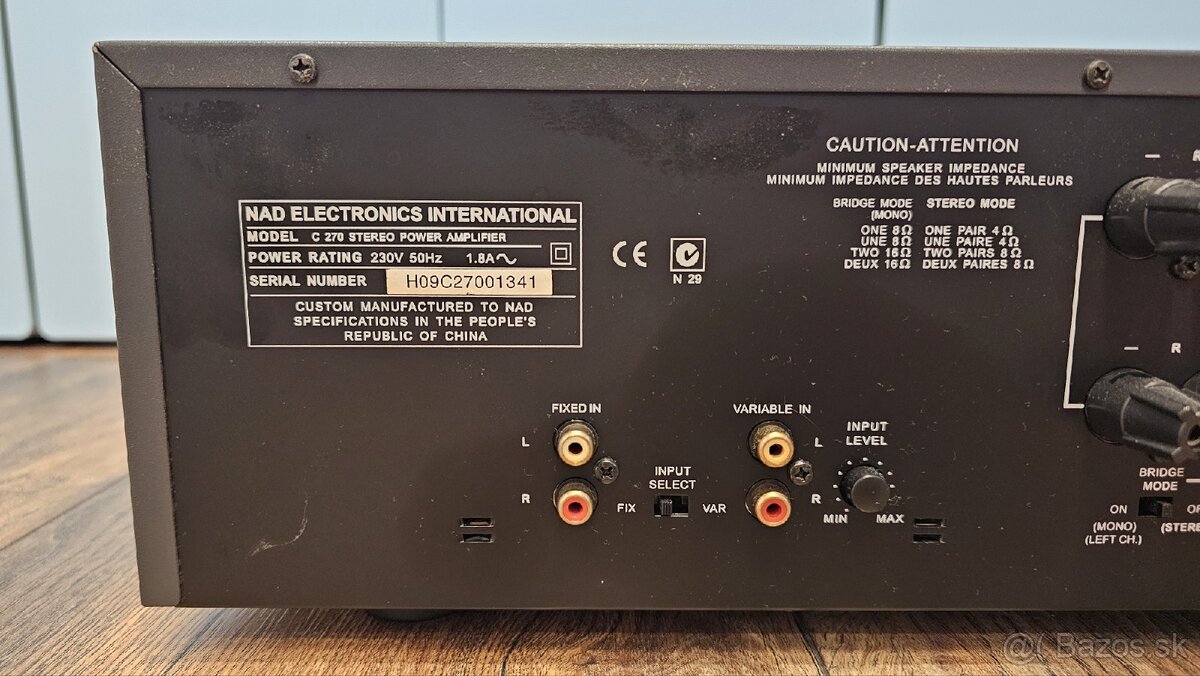 NAD ELECTRONICS INTERNATIONAL
MODEL C 270 STEREO POWER AMPLIFIER
POWER RATING 230V 50Hz 1.8A
SERIAL NUMBER H09C27001341
CUSTOM MANUFACTURED TO NAD
SPECIFICATIONS IN THE PEOPLE'S
REPUBLIC OF CHINA
CE
N 29
CAUTION-ATTENTION
MINIMUM SPEAKER IMPEDANCE
MINIMUM IMPEDANCE DES HAUTES PARLEURS
BRIDGE MODE STEREO MODE
(MONO)
ONE 8Ω ONE PAIR 4Ω
UNE 8Ω UNE PAIRE 4Ω
TWO 16Ω TWO PAIRS 8Ω
DEUX 16Ω DEUX PAIRES 8Ω
— R
— R
FIXED IN
L
R
INPUT
SELECT
FIX VAR
VARIABLE IN
L
R
INPUT
LEVEL
MIN MAX
BRIDGE
MODE
ON
(MONO)
(LEFT CH.)
Bazos.sk